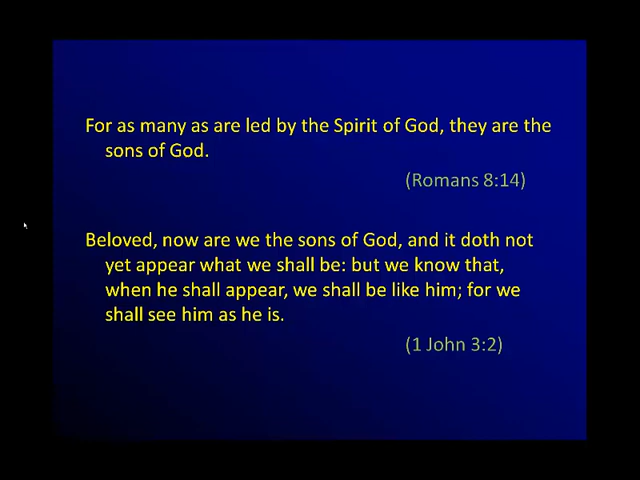 For as many as are led by the Spirit of God, they are the
sons of God.
(Romans 8:14)
Beloved, now are we the sons of God, and it doth not
yet appear what we shall be: but we know that,
when he shall appear, we shall be like him; for we
shall see him as he is.
(1 John 3:2)